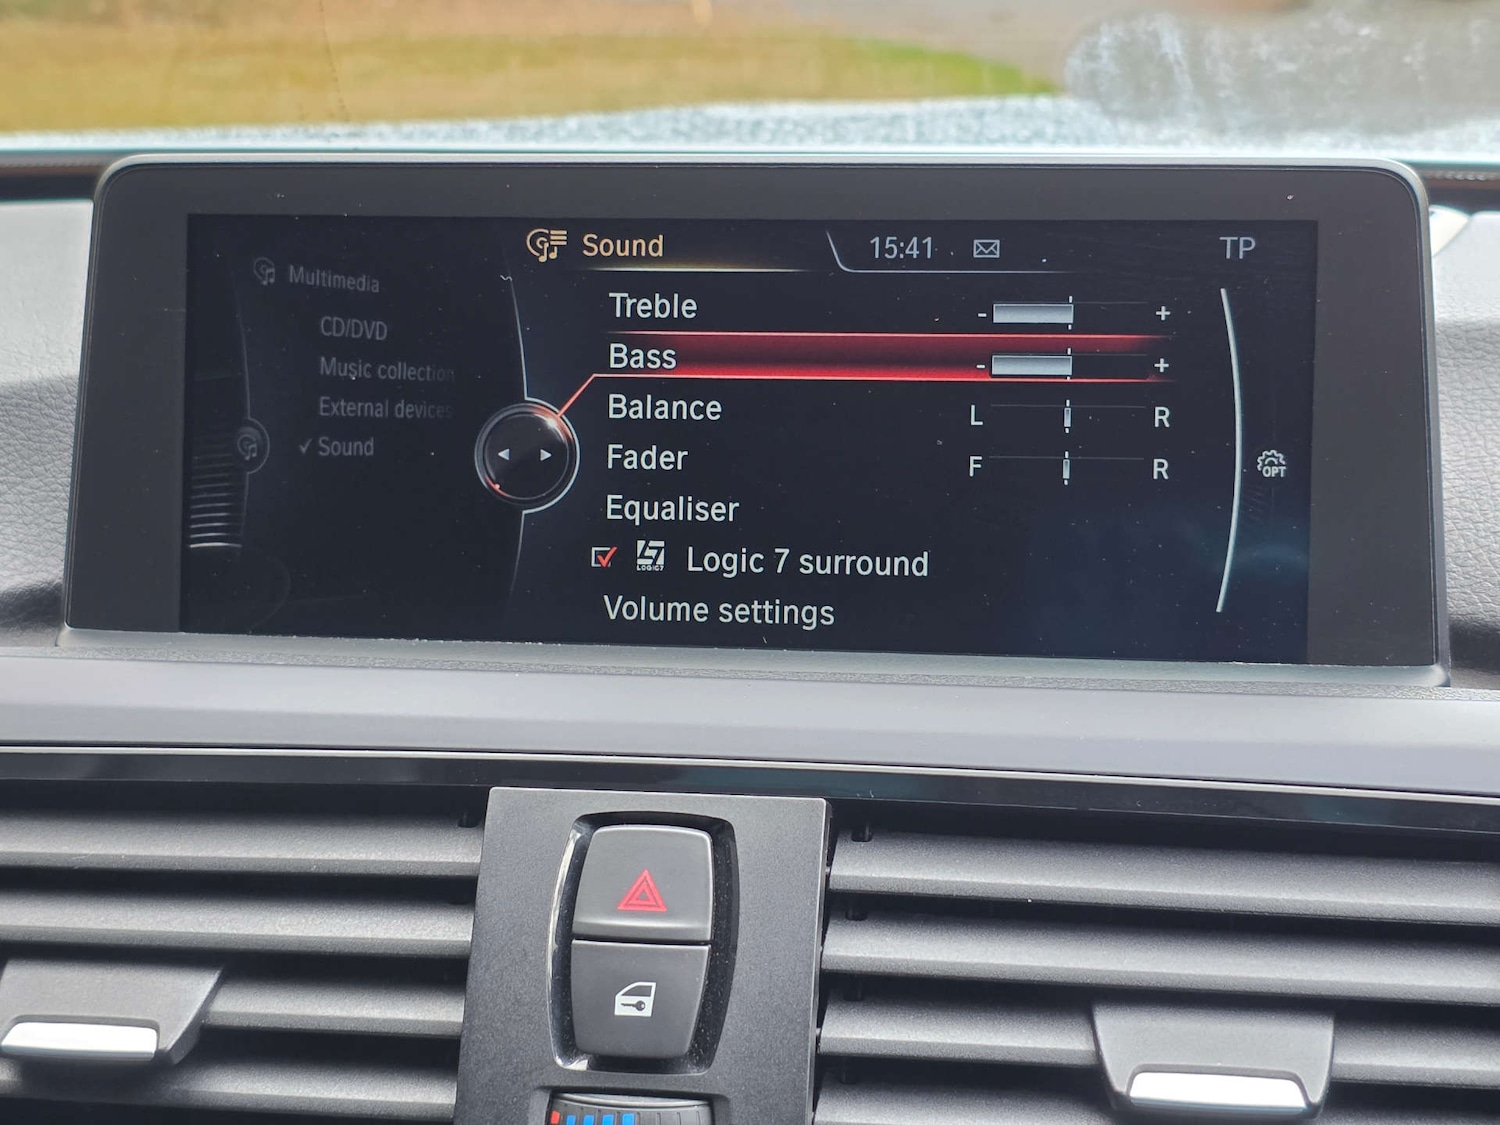 Sound
15:41
TP
Multimedia
CD/DVD
Music collection
External devices
✓ Sound
Treble - +
Bass - +
Balance L R
Fader F R
Equaliser
LOGIC7 Logic 7 surround
Volume settings
OPT